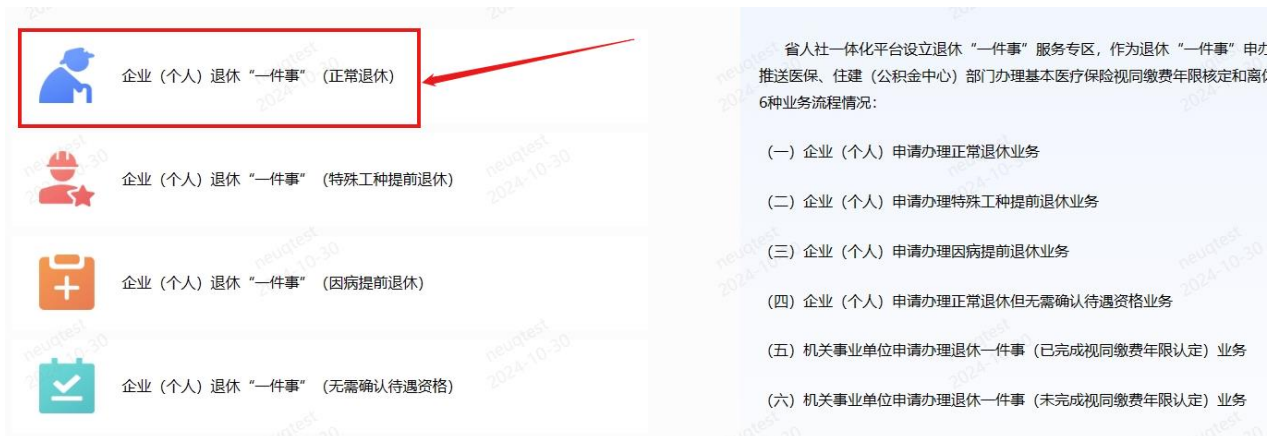 企业（个人）退休“一件事”（正常退休）
企业（个人）退休“一件事”（特殊工种提前退休）
企业（个人）退休“一件事”（因病提前退休）
企业（个人）退休“一件事”（无需确认待遇资格）
省人社一体化平台设立退休“一件事”服务专区，作为退休“一件事”申
推送医保、住建（公积金中心）部门办理基本医疗保险视同缴费年限核定和离
6种业务流程情况：
（一）企业（个人）申请办理正常退休业务
（二）企业（个人）申请办理特殊工种提前退休业务
（三）企业（个人）申请办理因病提前退休业务
（四）企业（个人）申请办理正常退休但无需确认待遇资格业务
（五）机关事业单位申请办理退休一件事（已完成视同缴费年限认定）业务
（六）机关事业单位申请办理退休一件事（未完成视同缴费年限认定）业务
neuqtest
2024-10-30